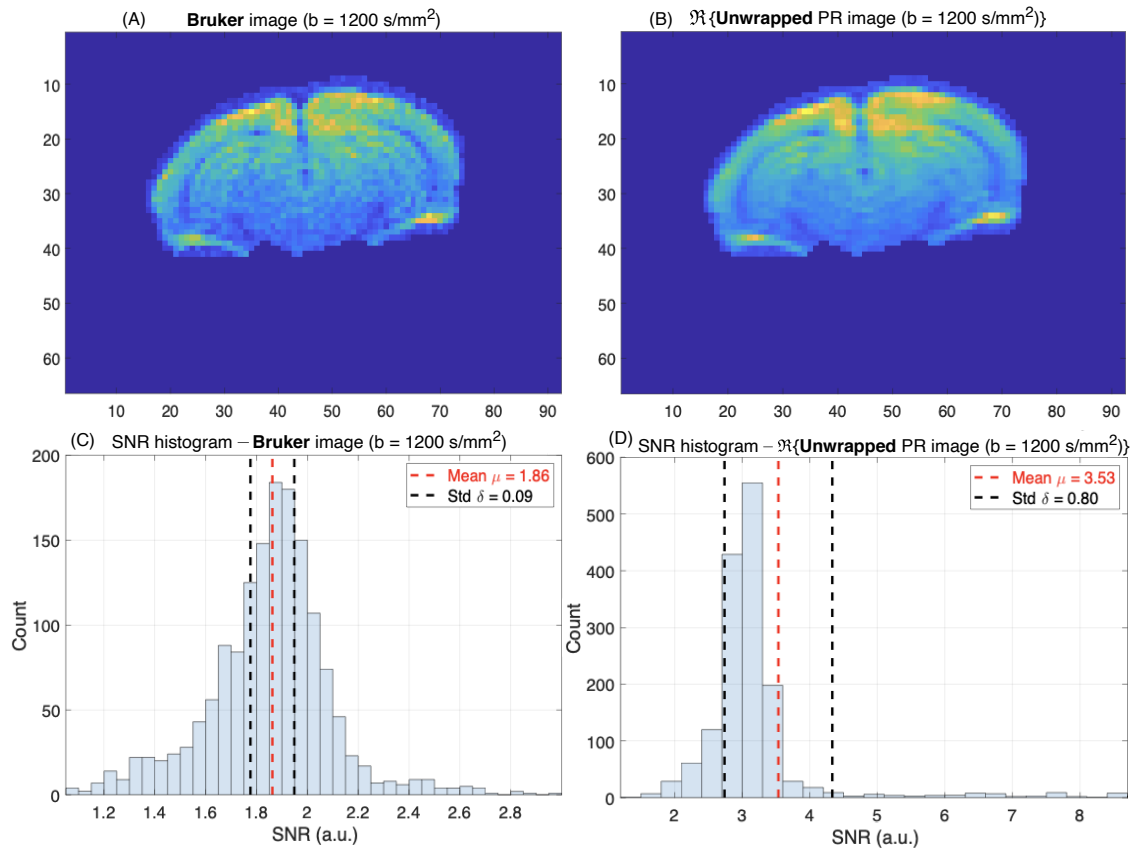 (A) Bruker image (b = 1200 s/mm²)
(B) ℜ{Unwrapped PR image (b = 1200 s/mm²)}
10
20
30
40
50
60
10 20 30 40 50 60 70 80 90
10
20
30
40
50
60
10 20 30 40 50 60 70 80 90
(C) SNR histogram – Bruker image (b = 1200 s/mm²)
Mean μ = 1.86
Std δ = 0.09
200
150
100
50
0
Count
1.2 1.4 1.6 1.8 2 2.2 2.4 2.6 2.8
SNR (a.u.)
(D) SNR histogram – ℜ{Unwrapped PR image (b = 1200 s/mm²)}
Mean μ = 3.53
Std δ = 0.80
600
500
400
300
200
100
0
Count
2 3 4 5 6 7 8
SNR (a.u.)